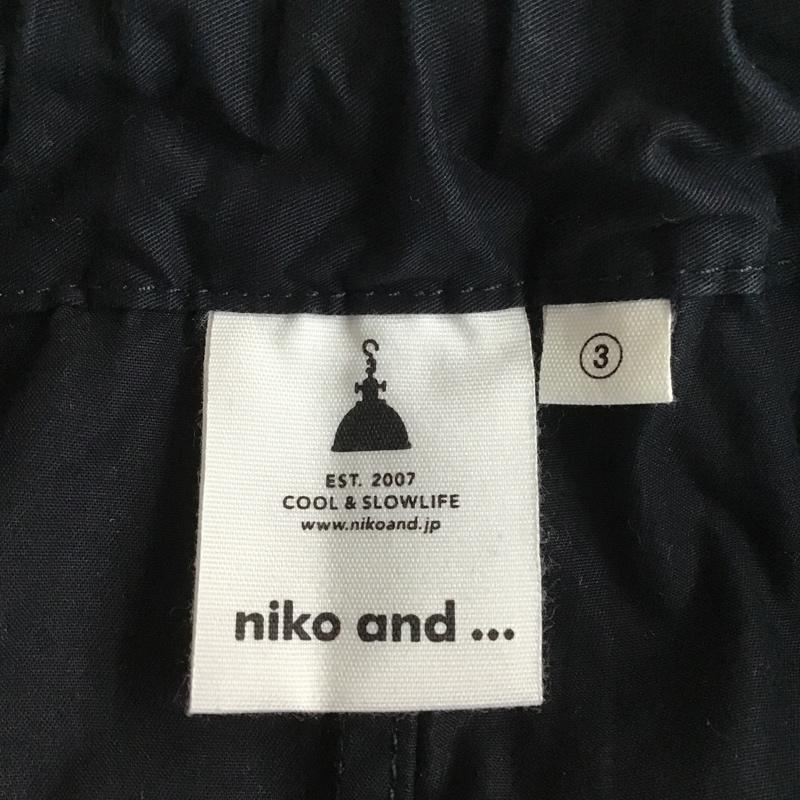 ③
EST. 2007
COOL & SLOWLIFE
www.nikoand.jp
niko and ...